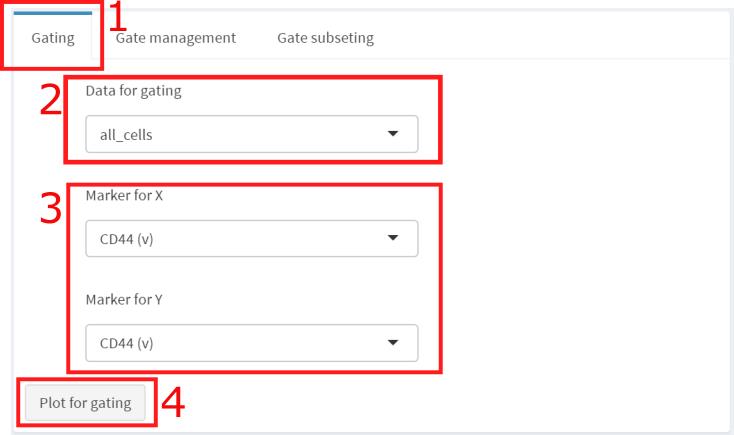 1
Gating Gate management Gate subseting
2
Data for gating
all_cells
3
Marker for X
CD44 (v)
Marker for Y
CD44 (v)
Plot for gating
4